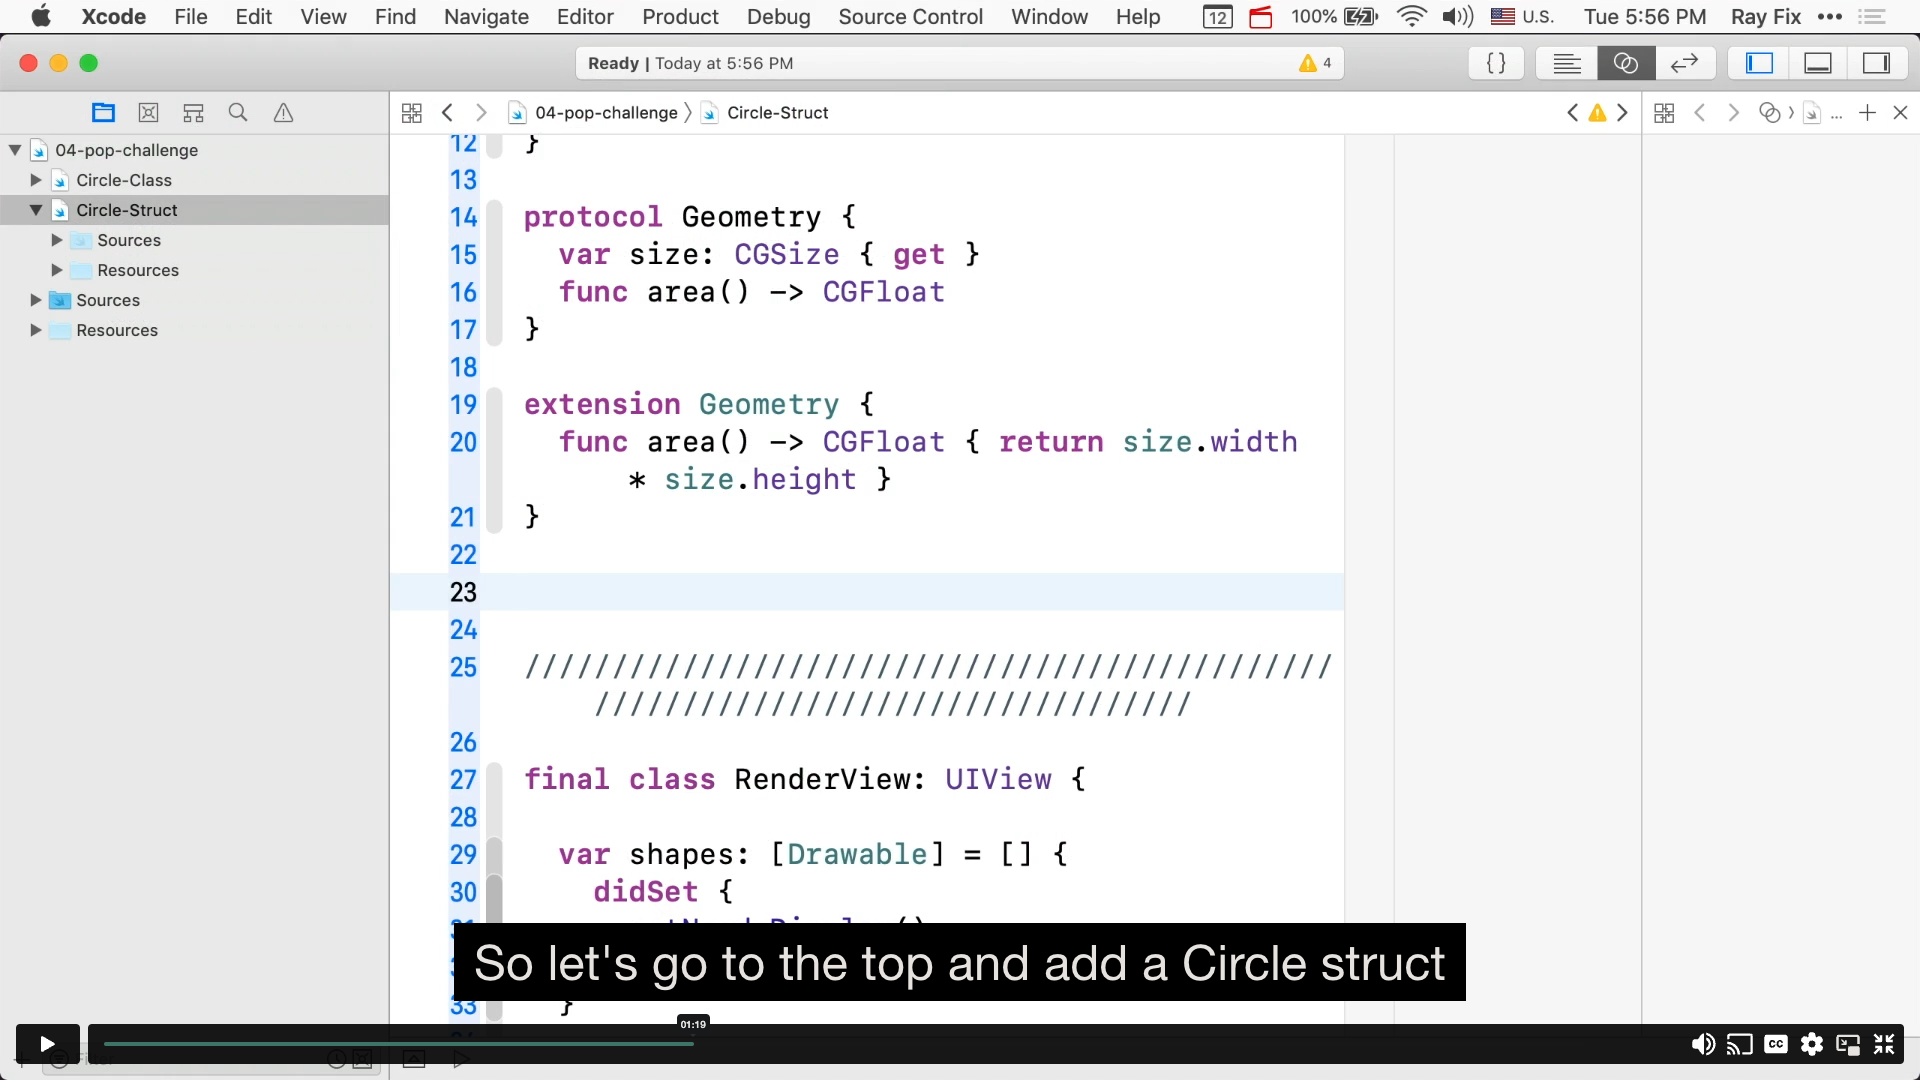 Xcode File Edit View Find Navigate Editor Product Debug Source Control Window Help 12 100% U.S. Tue 5:56 PM Ray Fix •••
Ready | Today at 5:56 PM 4
04-pop-challenge 〉 Circle-Struct
04-pop-challenge
Circle-Class
Circle-Struct
Sources
Resources
Sources
Resources
12 }
13
14 protocol Geometry {
15 var size: CGSize { get }
16 func area() -> CGFloat
17 }
18
19 extension Geometry {
20 func area() -> CGFloat { return size.width
* size.height }
21 }
22
23
24
25 //////////////////////////////////////////////
//////////////////////////////////
26
27 final class RenderView: UIView {
28
29 var shapes: [Drawable] = [] {
30 didSet {
So let's go to the top and add a Circle struct
33 }
01:19
CC